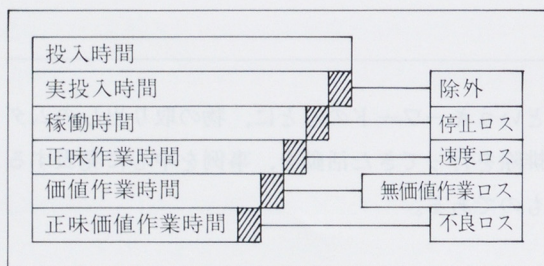 投入時間
実投入時間 除外
稼働時間 停止ロス
正味作業時間 速度ロス
価値作業時間 無価値作業ロス
正味価値作業時間 不良ロス